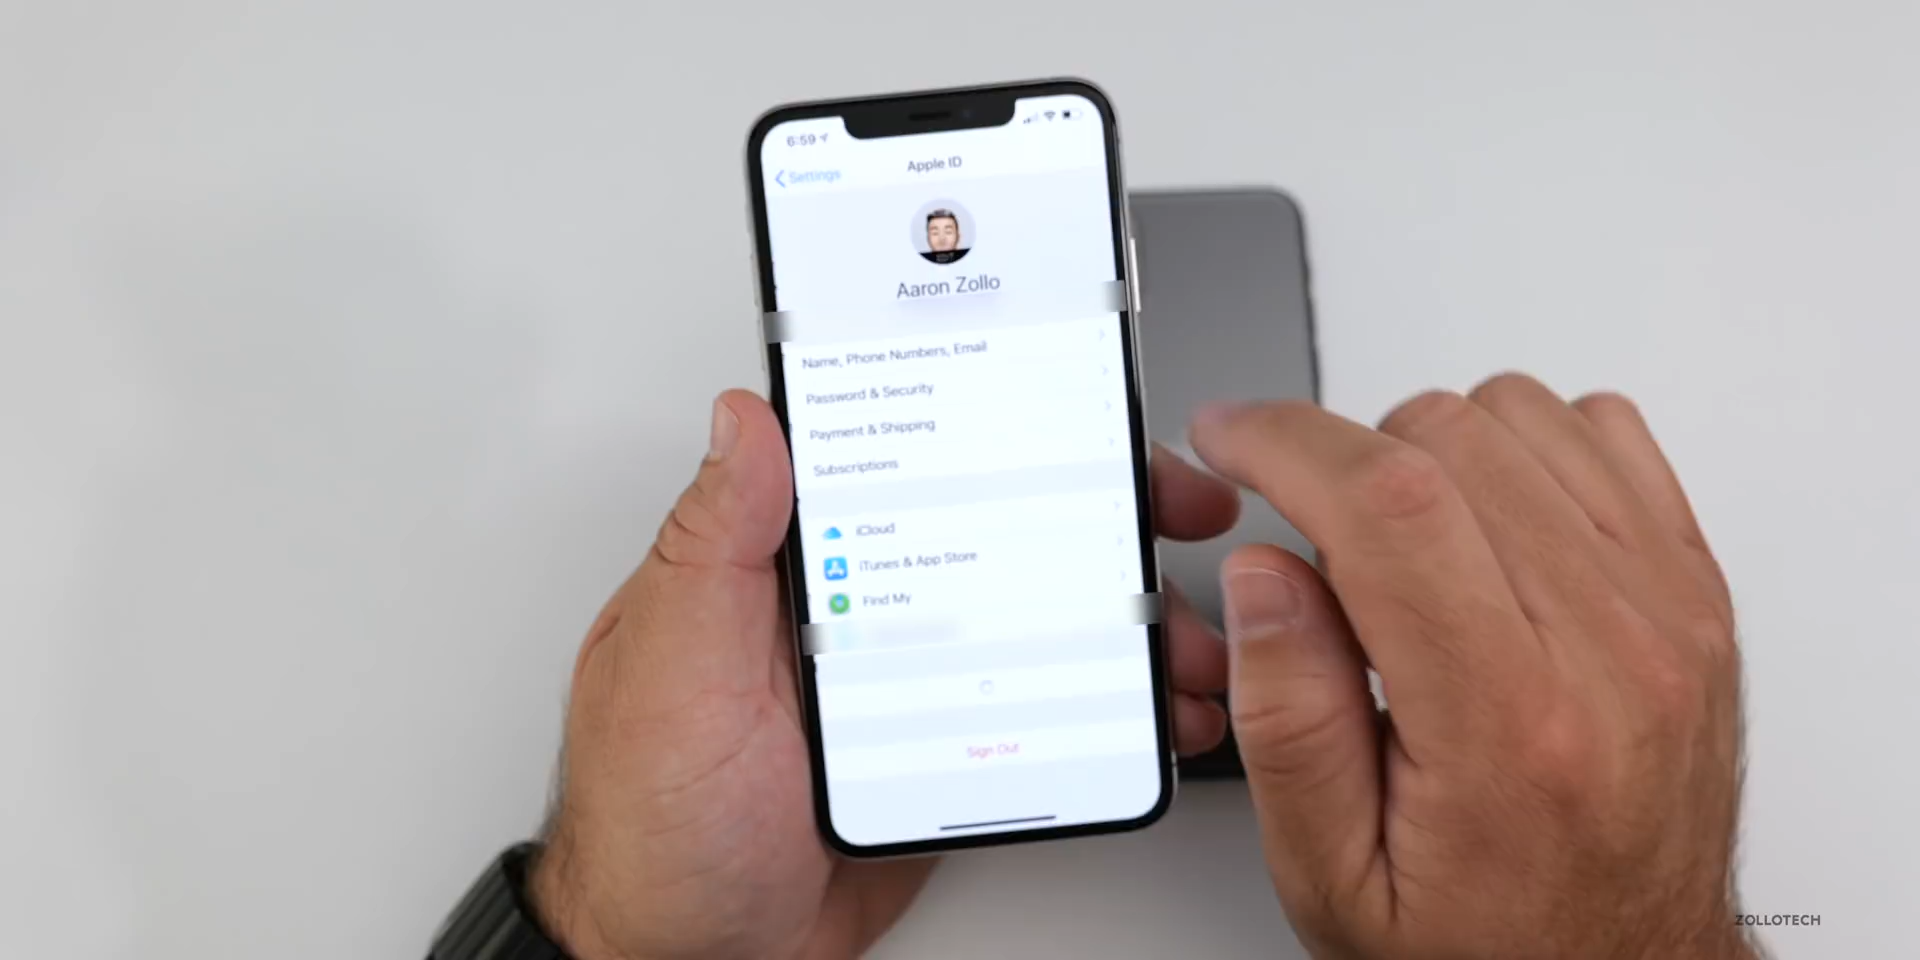 6:59
Settings
Apple ID
Aaron Zollo
Name, Phone Numbers, Email
Password & Security
Payment & Shipping
Subscriptions
iCloud
iTunes & App Store
Find My
Sign Out
ZOLLOTECH